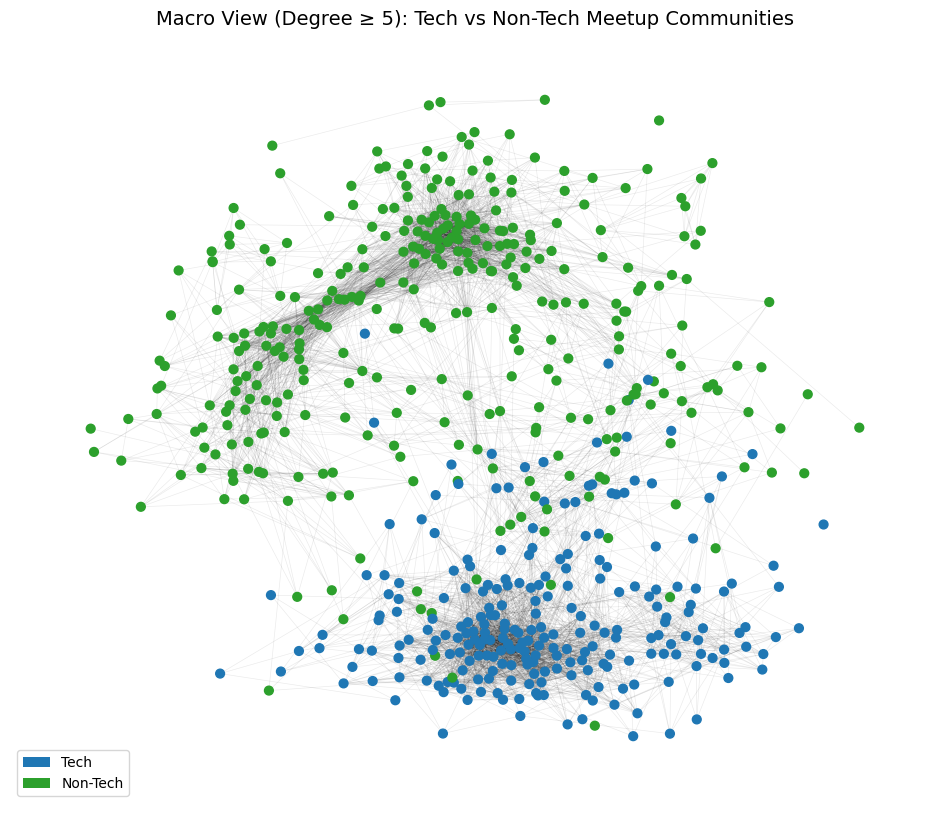 Macro View (Degree ≥ 5): Tech vs Non-Tech Meetup Communities
Tech
Non-Tech